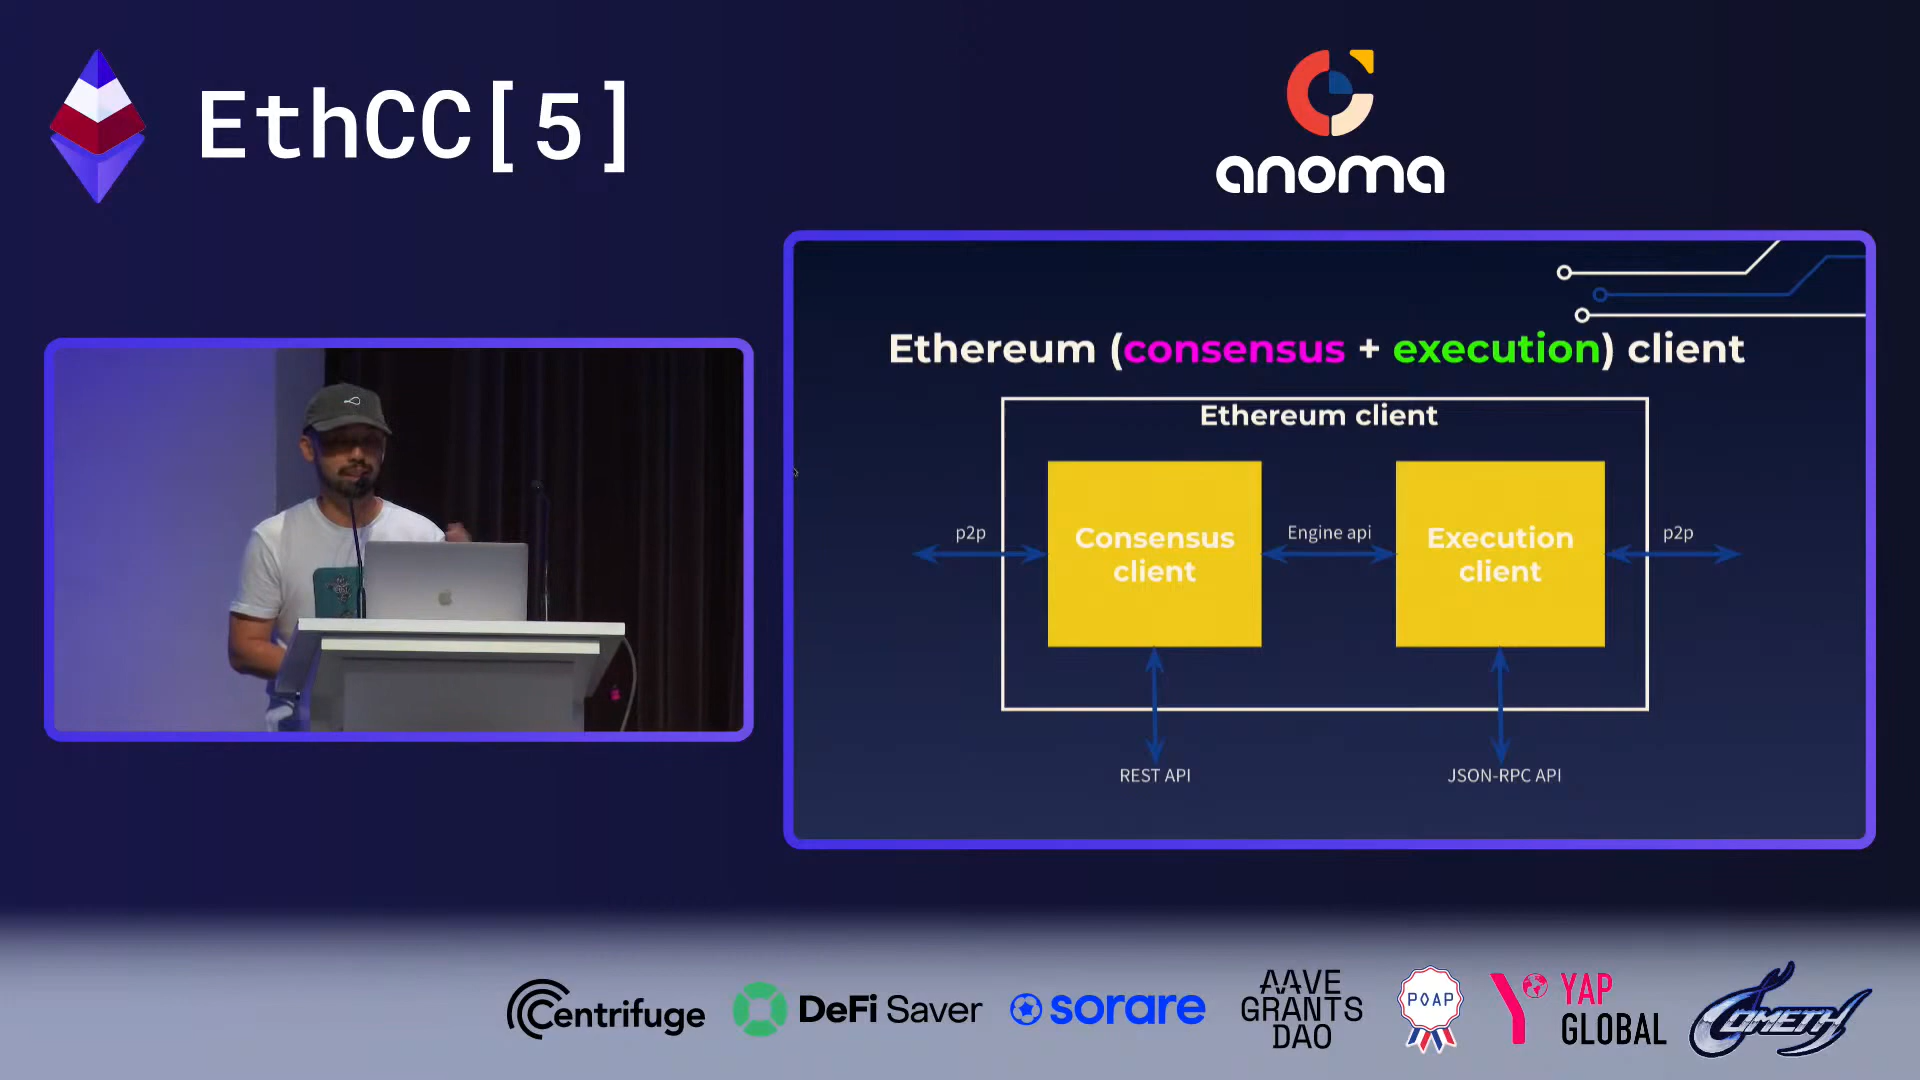 EthCC[5]
anoma
Ethereum (consensus + execution) client
Ethereum client
p2p
Consensus
client
Engine api
Execution
client
p2p
REST API
JSON-RPC API
Centrifuge
DeFi Saver
sorare
AAVE
GRANTS
DAO
POAP
YAP
GLOBAL
COMETH